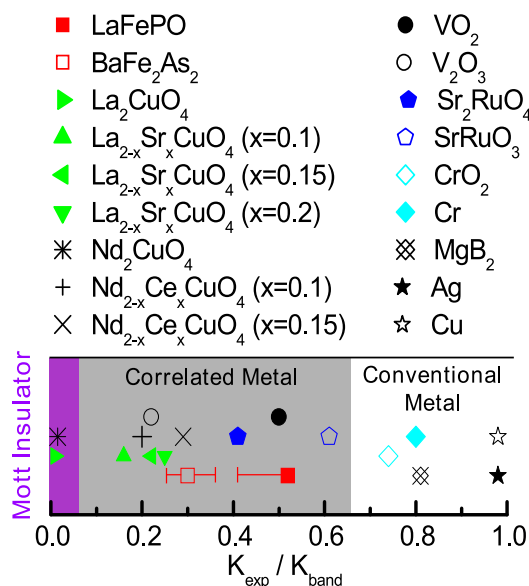 LaFePO
BaFe₂As₂
La₂CuO₄
La₂₋ₓSrₓCuO₄ (x=0.1)
La₂₋ₓSrₓCuO₄ (x=0.15)
La₂₋ₓSrₓCuO₄ (x=0.2)
Nd₂CuO₄
Nd₂₋ₓCeₓCuO₄ (x=0.1)
Nd₂₋ₓCeₓCuO₄ (x=0.15)
VO₂
V₂O₃
Sr₂RuO₄
SrRuO₃
CrO₂
Cr
MgB₂
Ag
Cu
Mott Insulator
Correlated Metal
Conventional
Metal
0.0 0.2 0.4 0.6 0.8 1.0
K_exp / K_band